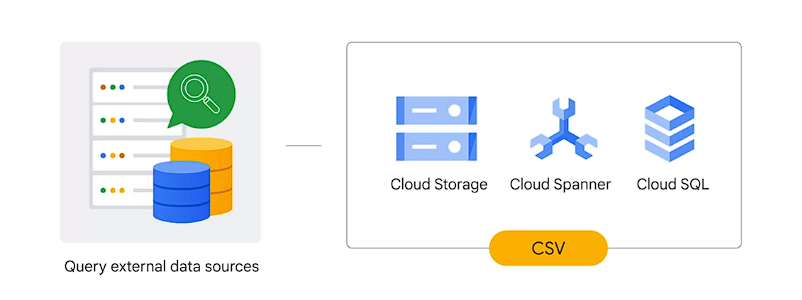 Query external data sources
Cloud Storage
Cloud Spanner
Cloud SQL
CSV